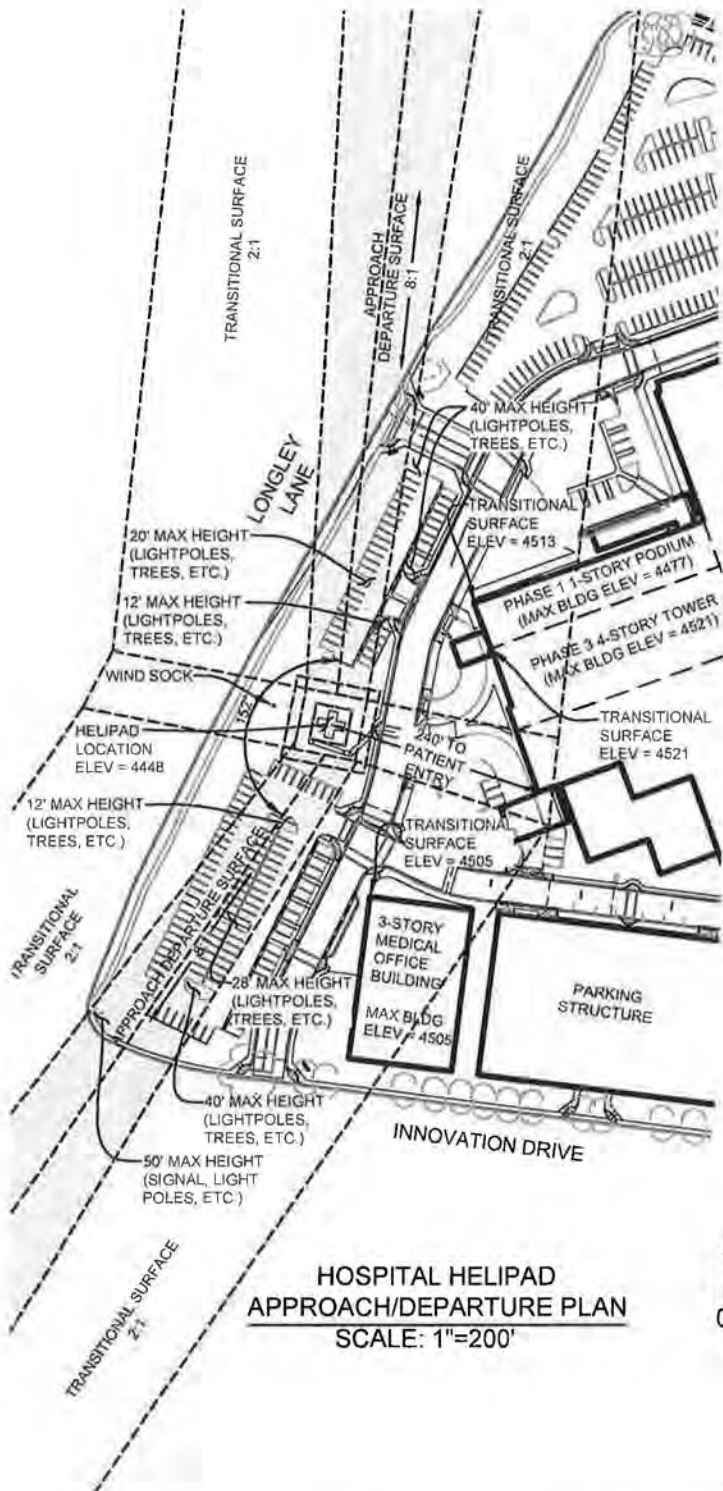 TRANSITIONAL SURFACE
2:1
APPROACH
DEPARTURE SURFACE
8:1
TRANSITIONAL SURFACE
2:1
40' MAX HEIGHT
(LIGHTPOLES,
TREES, ETC.)
LONGLEY
LANE
TRANSITIONAL
SURFACE
ELEV = 4513
20' MAX HEIGHT
(LIGHTPOLES,
TREES, ETC.)
PHASE 1 1-STORY PODIUM
(MAX BLDG ELEV = 4477)
12' MAX HEIGHT
(LIGHTPOLES,
TREES, ETC.)
PHASE 3 4-STORY TOWER
(MAX BLDG ELEV = 4521)
WIND SOCK
152°
HELIPAD
LOCATION
ELEV = 4448
240' TO
PATIENT
ENTRY
TRANSITIONAL
SURFACE
ELEV = 4521
12' MAX HEIGHT
(LIGHTPOLES,
TREES, ETC.)
TRANSITIONAL
SURFACE
ELEV = 4505
TRANSITIONAL
SURFACE
2:1
APPROACH/DEPARTURE SURFACE
8:1
3-STORY
MEDICAL
OFFICE
BUILDING
MAX BLDG
ELEV = 4505
PARKING
STRUCTURE
28' MAX HEIGHT
(LIGHTPOLES,
TREES, ETC.)
40' MAX HEIGHT
(LIGHTPOLES,
TREES, ETC.)
INNOVATION DRIVE
50' MAX HEIGHT
(SIGNAL, LIGHT
POLES, ETC.)
TRANSITIONAL SURFACE
2:1
HOSPITAL HELIPAD
APPROACH/DEPARTURE PLAN
SCALE: 1"=200'
0